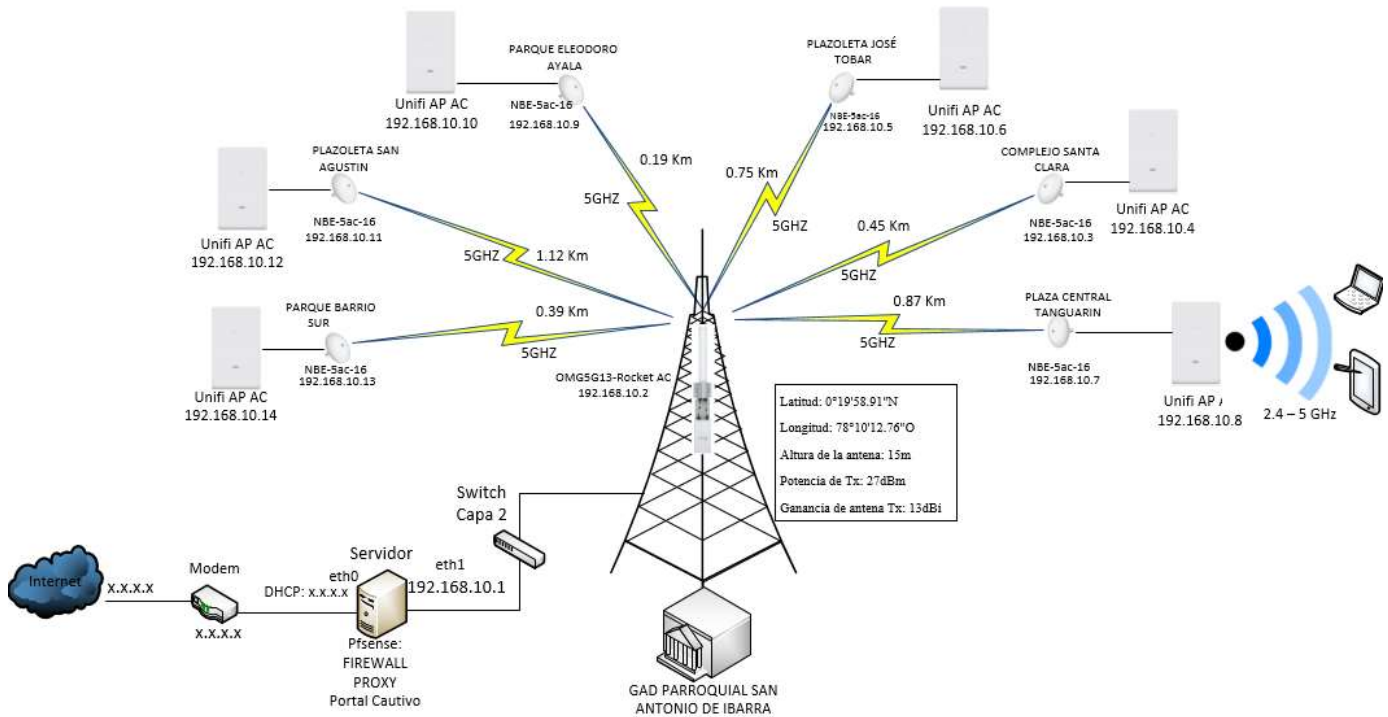 PARQUE ELEODORO
AYALA
Unifi AP AC
192.168.10.10
NBE-5ac-16
192.168.10.9
0.19 Km
5GHZ
PLAZOLETA JOSÉ
TOBAR
NBE-5ac-16
192.168.10.5
Unifi AP AC
192.168.10.6
0.75 Km
5GHZ
PLAZOLETA SAN
AGUSTIN
NBE-5ac-16
192.168.10.11
Unifi AP AC
192.168.10.12
5GHZ
1.12 Km
COMPLEJO SANTA
CLARA
NBE-5ac-16
192.168.10.3
Unifi AP AC
192.168.10.4
0.45 Km
5GHZ
PARQUE BARRIO
SUR
NBE-5ac-16
192.168.10.13
Unifi AP AC
192.168.10.14
0.39 Km
5GHZ
PLAZA CENTRAL
TANGUARIN
NBE-5ac-16
192.168.10.7
Unifi AP
192.168.10.8
0.87 Km
5GHZ
2.4 – 5 GHz
OMG5G13-Rocket AC
192.168.10.2
Latitud: 0°19'58.91"N
Longitud: 78°10'12.76"O
Altura de la antena: 15m
Potencia de Tx: 27dBm
Ganancia de antena Tx: 13dBi
Switch
Capa 2
Internet
x.x.x.x
Modem
x.x.x.x
Servidor
eth0
DHCP: x.x.x.x
eth1
192.168.10.1
Pfsense:
FIREWALL
PROXY
Portal Cautivo
GAD PARROQUIAL SAN
ANTONIO DE IBARRA